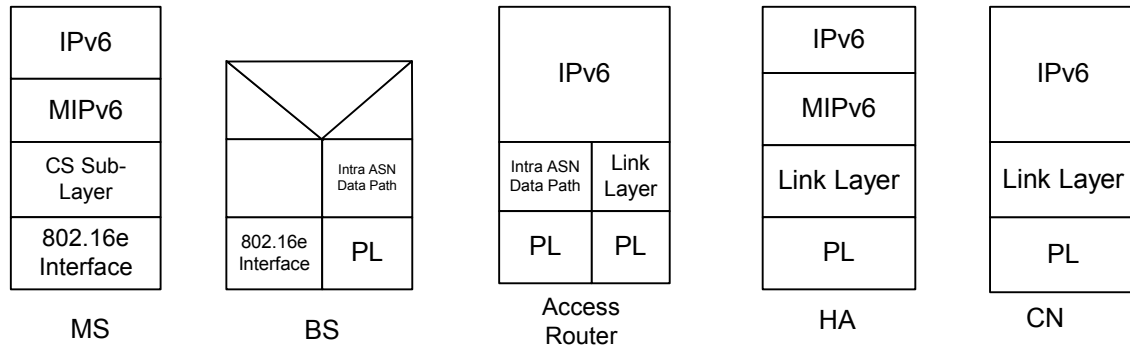 IPv6
MIPv6
CS Sub-
Layer
802.16e
Interface
MS
Intra ASN
Data Path
802.16e
Interface
PL
BS
IPv6
Intra ASN
Data Path
Link
Layer
PL
PL
Access
Router
IPv6
MIPv6
Link Layer
PL
HA
IPv6
Link Layer
PL
CN